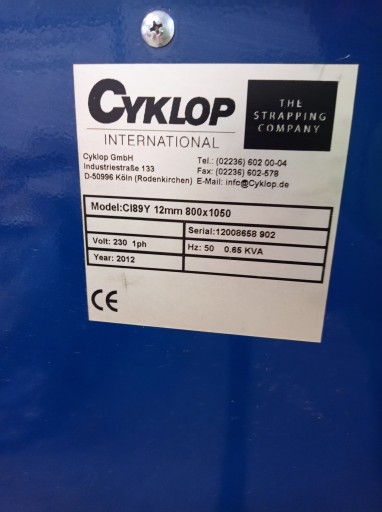 CYKLOP
INTERNATIONAL
THE
STRAPPING
COMPANY
Cyklop GmbH
Industriestraße 133
D-50996 Köln (Rodenkirchen)
Tel.: (02236) 602 00-04
Fax: (02236) 602-578
E-Mail: info@Cyklop.de
Model:CI89Y 12mm 800x1050
Serial:12008658 902
Volt: 230 1ph
Hz: 50 0.65 KVA
Year: 2012
CE